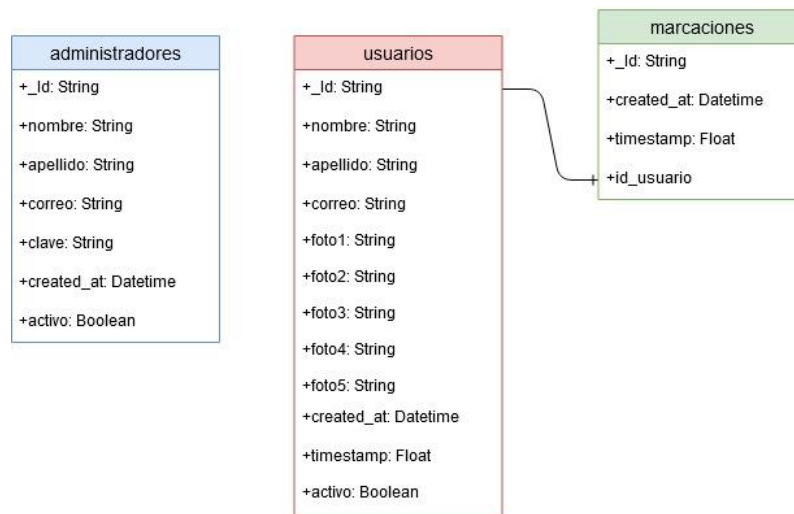 administradores
+_Id: String
+nombre: String
+apellido: String
+correo: String
+clave: String
+created_at: Datetime
+activo: Boolean
usuarios
+_Id: String
+nombre: String
+apellido: String
+correo: String
+foto1: String
+foto2: String
+foto3: String
+foto4: String
+foto5: String
+created_at: Datetime
+timestamp: Float
+activo: Boolean
marcaciones
+_Id: String
+created_at: Datetime
+timestamp: Float
+id_usuario